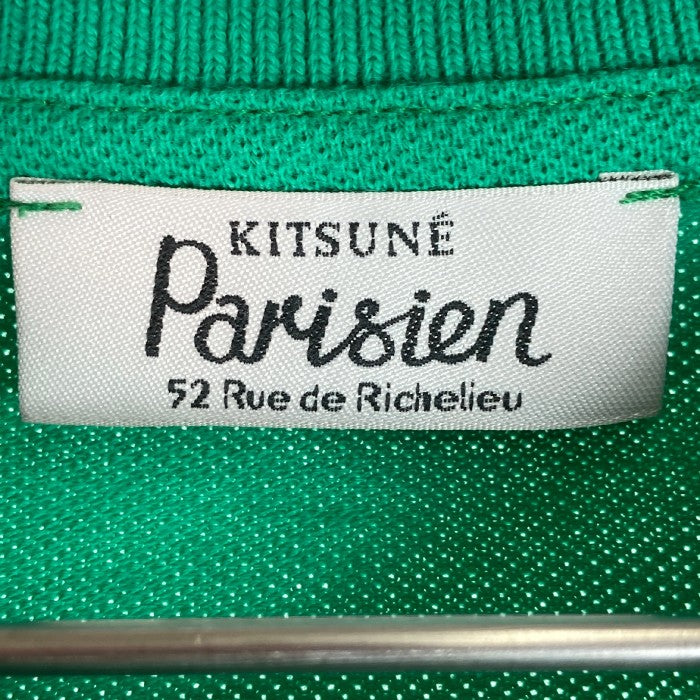 KITSUNÉ
Parisien
52 Rue de Richelieu